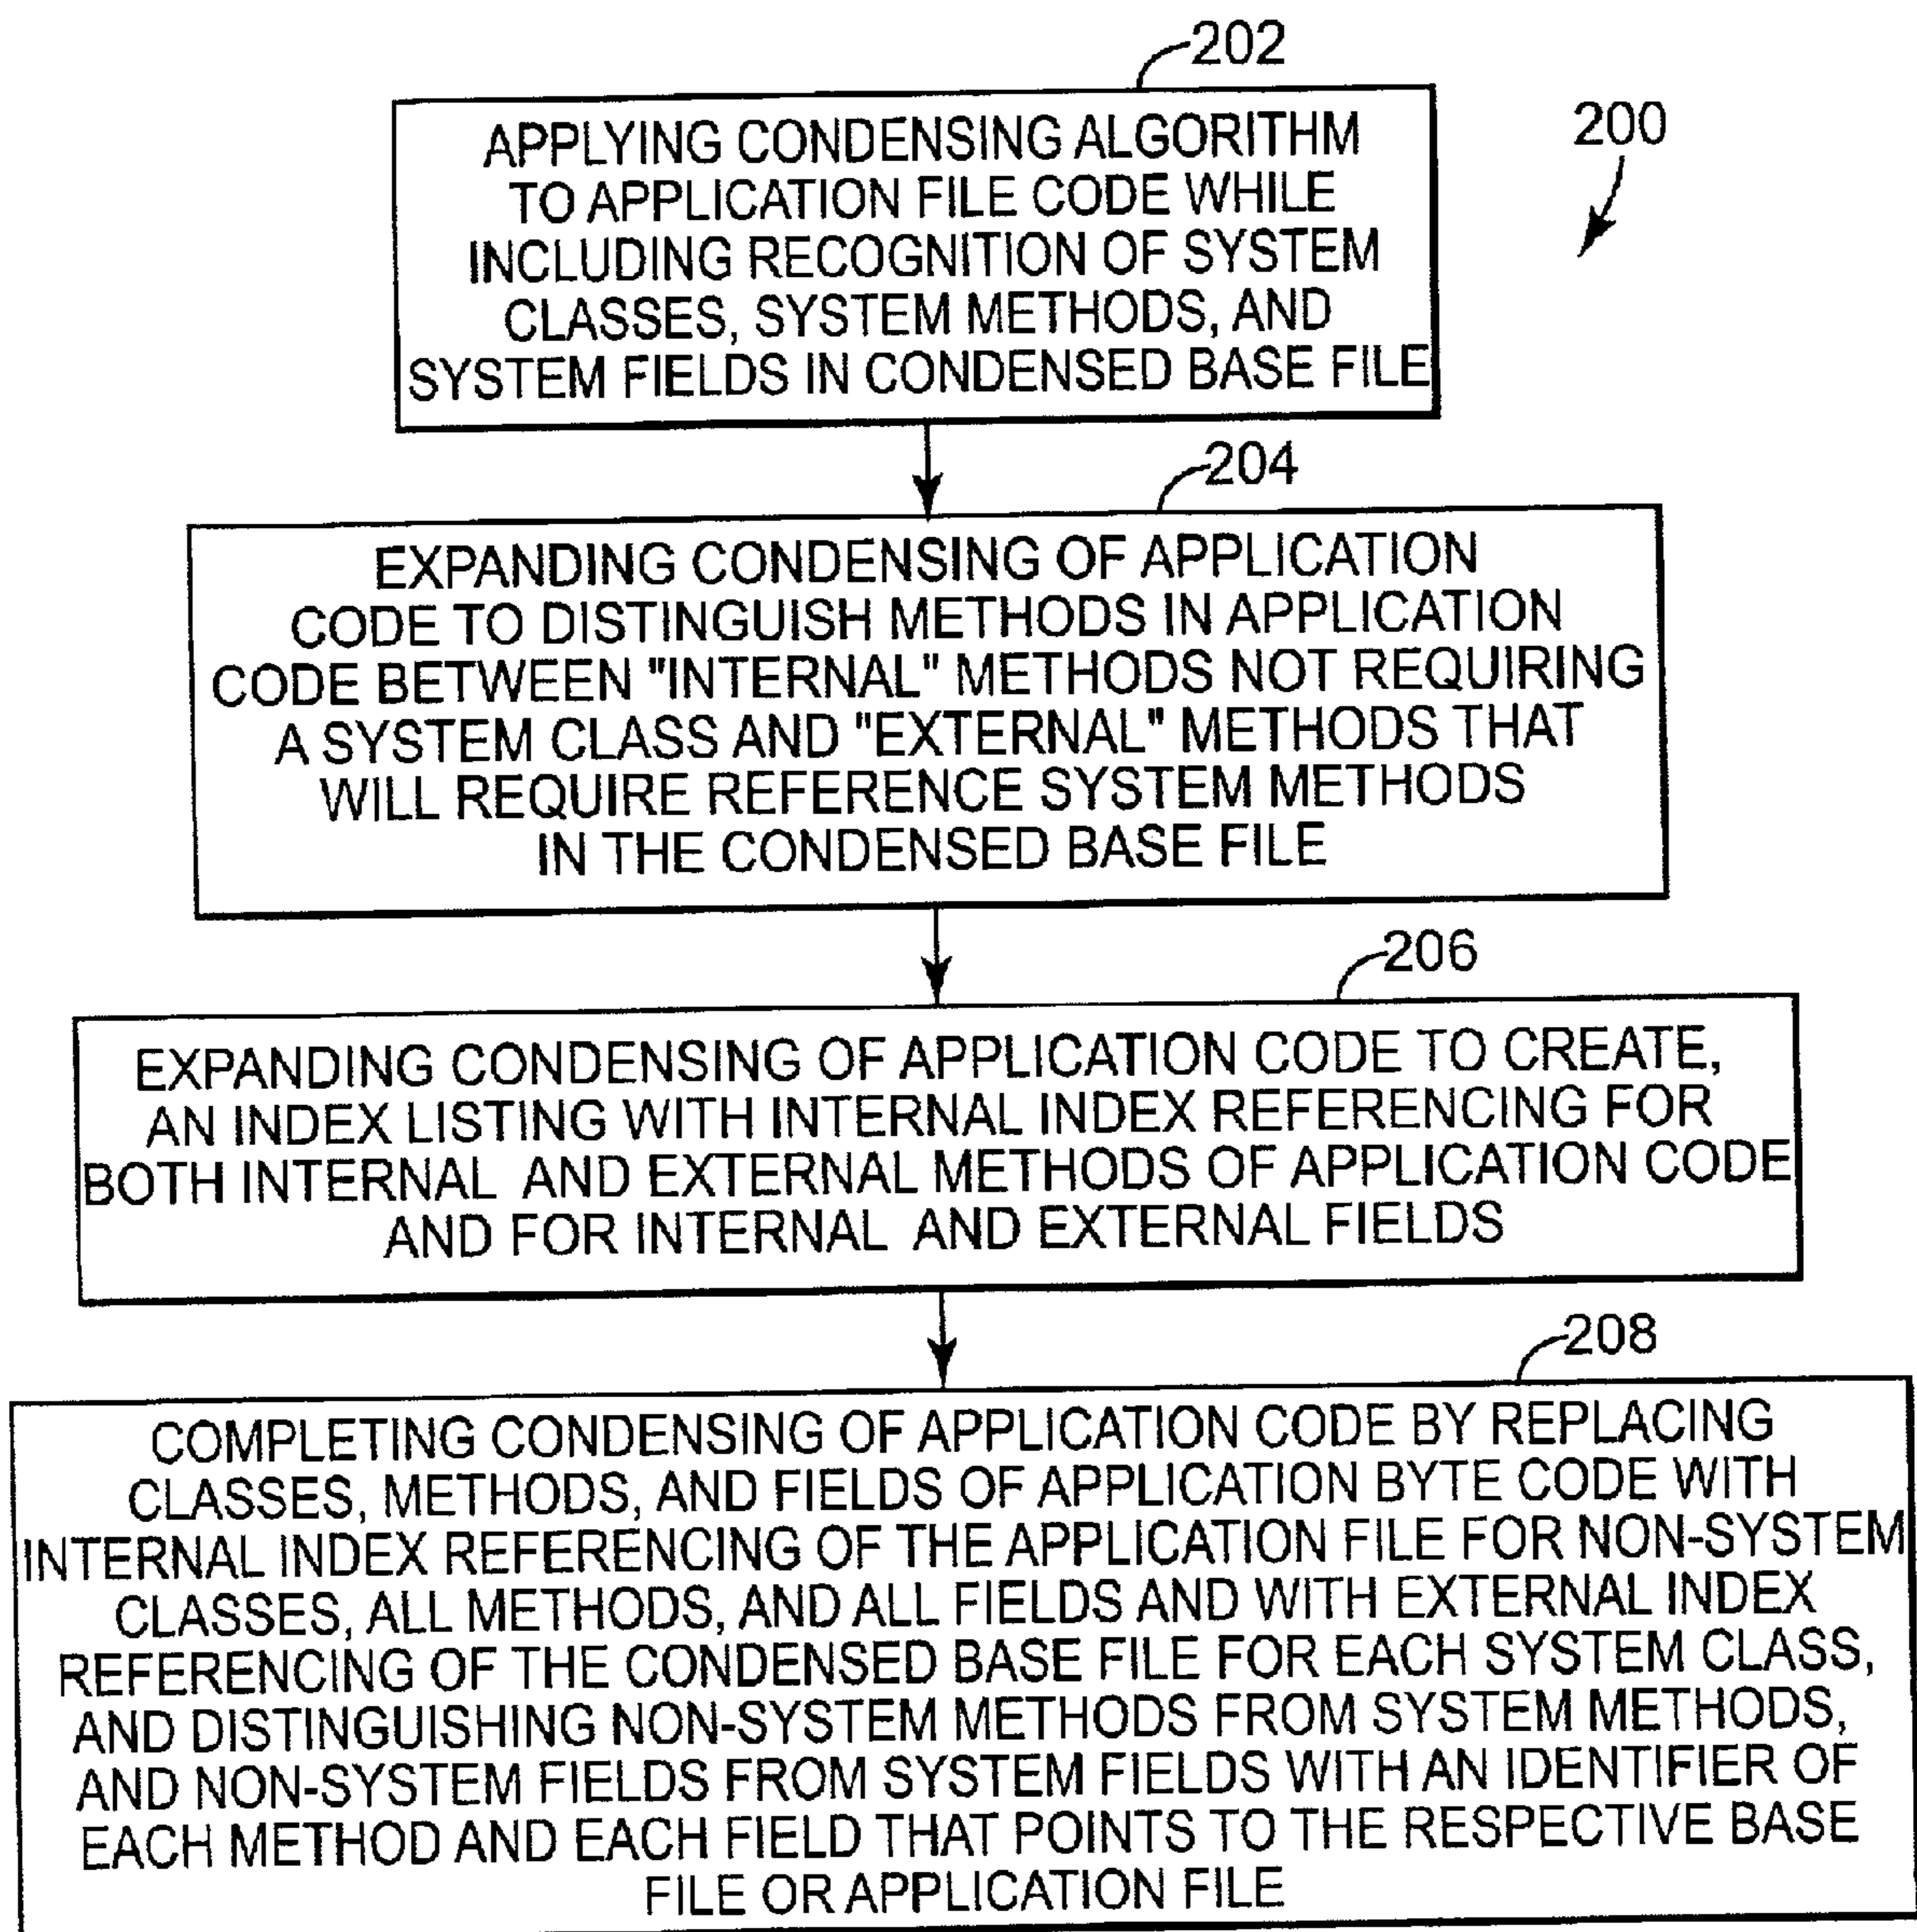 202
200
APPLYING CONDENSING ALGORITHM
TO APPLICATION FILE CODE WHILE
INCLUDING RECOGNITION OF SYSTEM
CLASSES, SYSTEM METHODS, AND
SYSTEM FIELDS IN CONDENSED BASE FILE
204
EXPANDING CONDENSING OF APPLICATION
CODE TO DISTINGUISH METHODS IN APPLICATION
CODE BETWEEN "INTERNAL" METHODS NOT REQUIRING
A SYSTEM CLASS AND "EXTERNAL" METHODS THAT
WILL REQUIRE REFERENCE SYSTEM METHODS
IN THE CONDENSED BASE FILE
206
EXPANDING CONDENSING OF APPLICATION CODE TO CREATE,
AN INDEX LISTING WITH INTERNAL INDEX REFERENCING FOR
BOTH INTERNAL AND EXTERNAL METHODS OF APPLICATION CODE
AND FOR INTERNAL AND EXTERNAL FIELDS
208
COMPLETING CONDENSING OF APPLICATION CODE BY REPLACING
CLASSES, METHODS, AND FIELDS OF APPLICATION BYTE CODE WITH
INTERNAL INDEX REFERENCING OF THE APPLICATION FILE FOR NON-SYSTEM
CLASSES, ALL METHODS, AND ALL FIELDS AND WITH EXTERNAL INDEX
REFERENCING OF THE CONDENSED BASE FILE FOR EACH SYSTEM CLASS,
AND DISTINGUISHING NON-SYSTEM METHODS FROM SYSTEM METHODS,
AND NON-SYSTEM FIELDS FROM SYSTEM FIELDS WITH AN IDENTIFIER OF
EACH METHOD AND EACH FIELD THAT POINTS TO THE RESPECTIVE BASE
FILE OR APPLICATION FILE